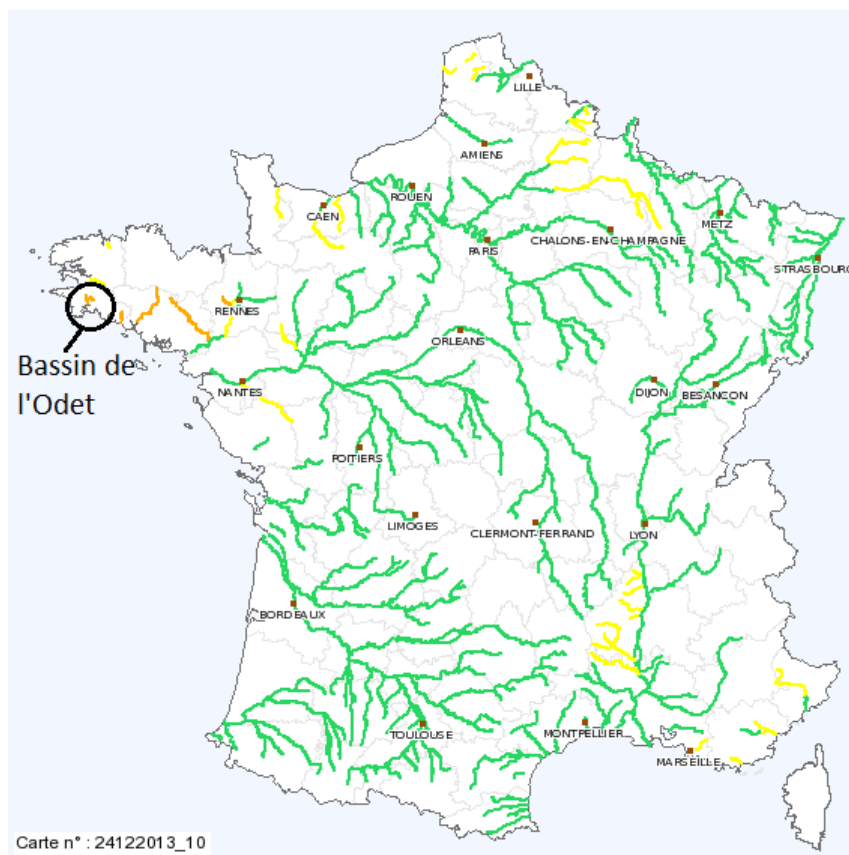 LILLE
AMIENS
ROUEN
CAEN
METZ
PARIS
CHALONS-EN-CHAMPAGNE
STRASBOURG
RENNES
ORLEANS
Bassin de
l'Odet
NANTES
DIJON
BESANCON
POITIERS
LIMOGES
CLERMONT-FERRAND
LYON
BORDEAUX
TOULOUSE
MONTPELLIER
MARSEILLE
Carte n° : 24122013_10